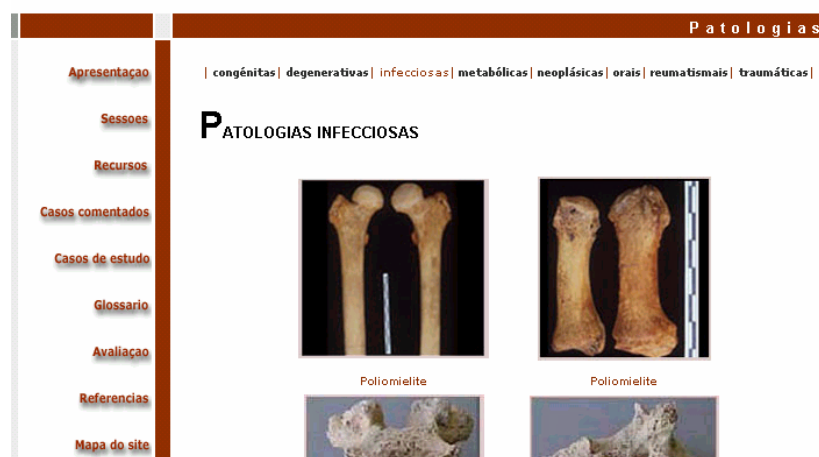 Patologias
Apresentaçao
Sessoes
Recursos
Casos comentados
Casos de estudo
Glossario
Avaliaçao
Referencias
Mapa do site
| congénitas| degenerativas| infecciosas| metabólicas| neoplásicas| orais| reumatismais| traumáticas|
PATOLOGIAS INFECCIOSAS
Poliomielite
Poliomielite